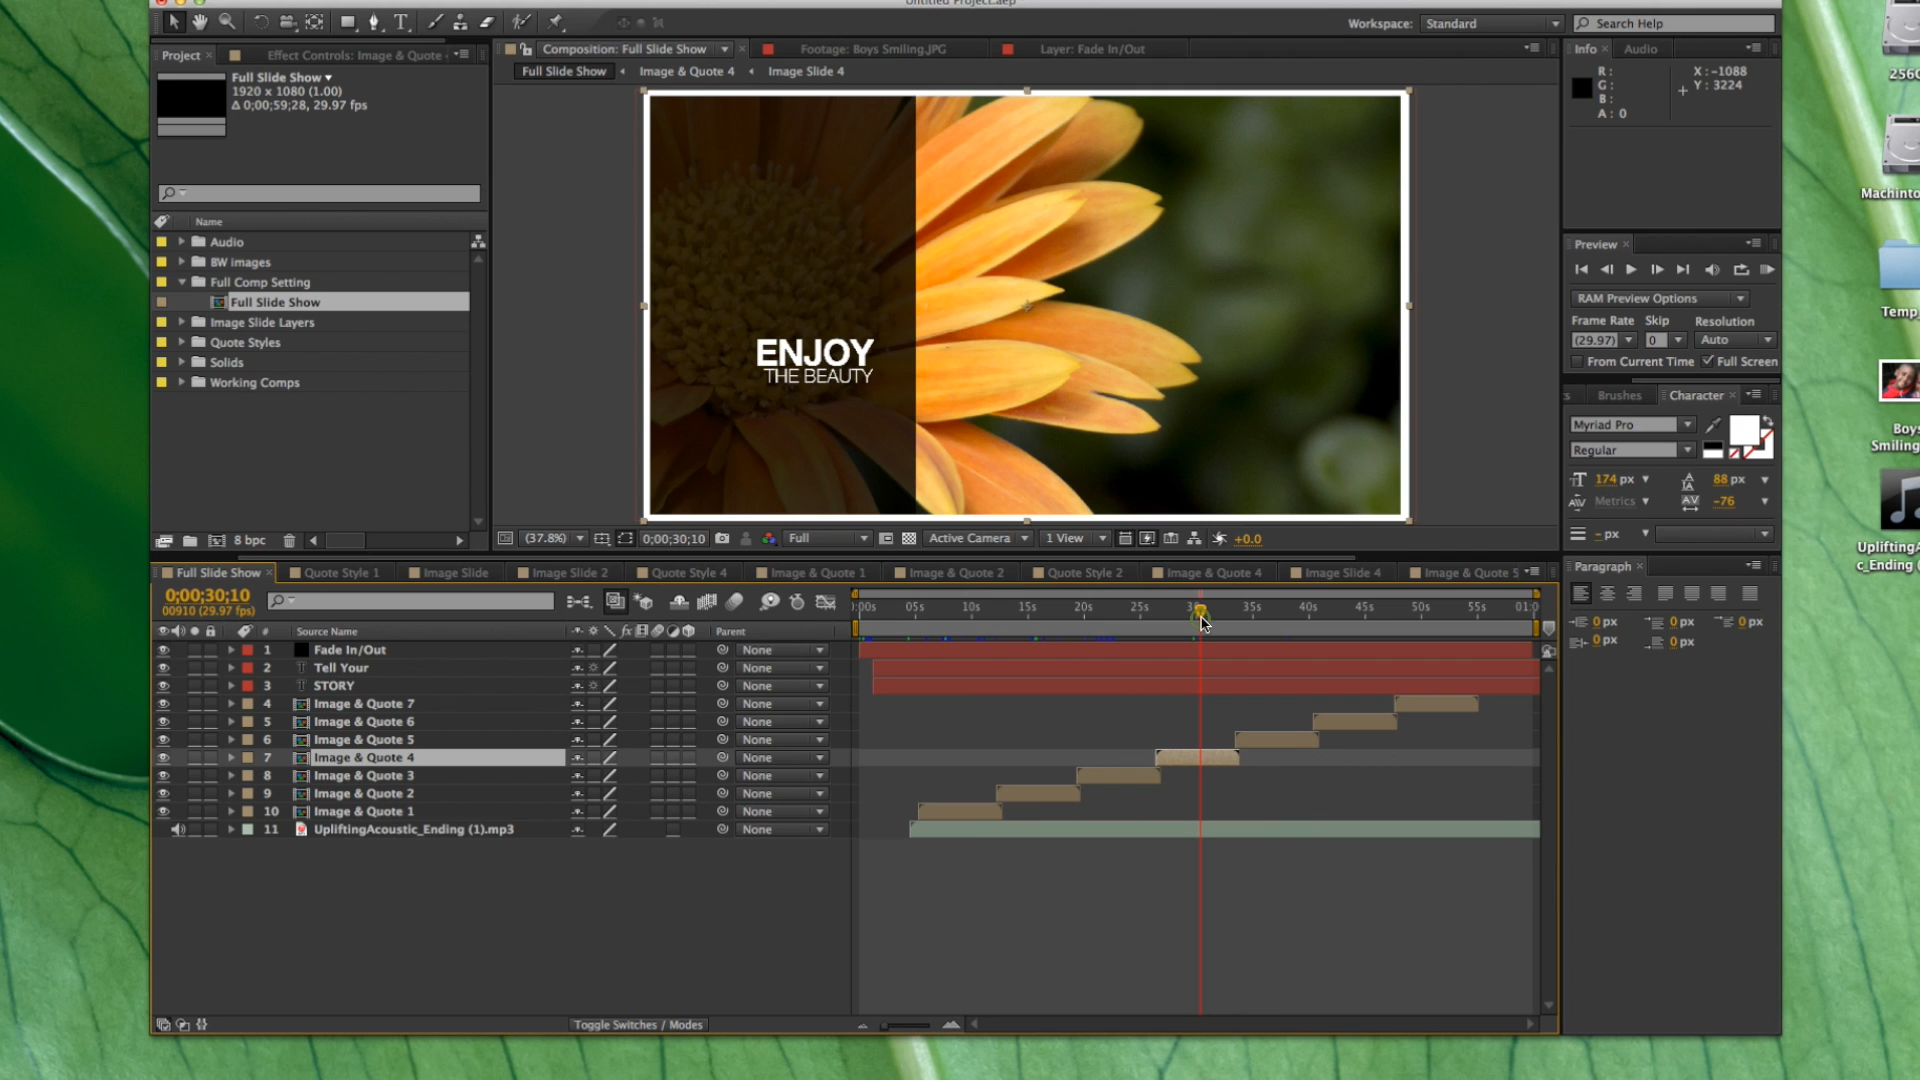 Untitled Project.aep
Workspace: Standard
Search Help
Project × Effect Controls: Image & Quote
Composition: Full Slide Show
Footage: Boys Smiling.JPG
Layer: Fade In/Out
Info × Audio
Full Slide Show
1920 x 1080 (1.00)
Δ 0;00;59;28, 29.97 fps
Full Slide Show Image & Quote 4 Image Slide 4
R :
G :
B :
A : 0
X : -1088
Y : 3224
2560
Name
Audio
BW images
Full Comp Setting
Full Slide Show
Image Slide Layers
Quote Styles
Solids
Working Comps
8 bpc
ENJOY
THE BEAUTY
(37.8%) 0;00;30;10 Full Active Camera 1 View +0.0
Machinto
Preview ×
RAM Preview Options
Frame Rate Skip Resolution
(29.97) 0 Auto
From Current Time Full Screen
Temp
Brushes Character ×
Myriad Pro
Regular
174 px 88 px
Metrics -76
- px
Boys
Smiling
UpliftingA
c_Ending (
Full Slide Show × Quote Style 1 Image Slide Image Slide 2 Quote Style 4 Image & Quote 1 Image & Quote 2 Quote Style 2 Image & Quote 4 Image Slide 4 Image & Quote 5
0;00;30;10
00910 (29.97 fps)
:00s 05s 10s 15s 20s 25s 35s 40s 45s 50s 55s 01:0
# Source Name Parent
1 Fade In/Out None
2 T Tell Your None
3 T STORY None
4 Image & Quote 7 None
5 Image & Quote 6 None
6 Image & Quote 5 None
7 Image & Quote 4 None
8 Image & Quote 3 None
9 Image & Quote 2 None
10 Image & Quote 1 None
11 UpliftingAcoustic_Ending (1).mp3 None
Toggle Switches / Modes
Paragraph ×
0 px 0 px 0 px
0 px 0 px